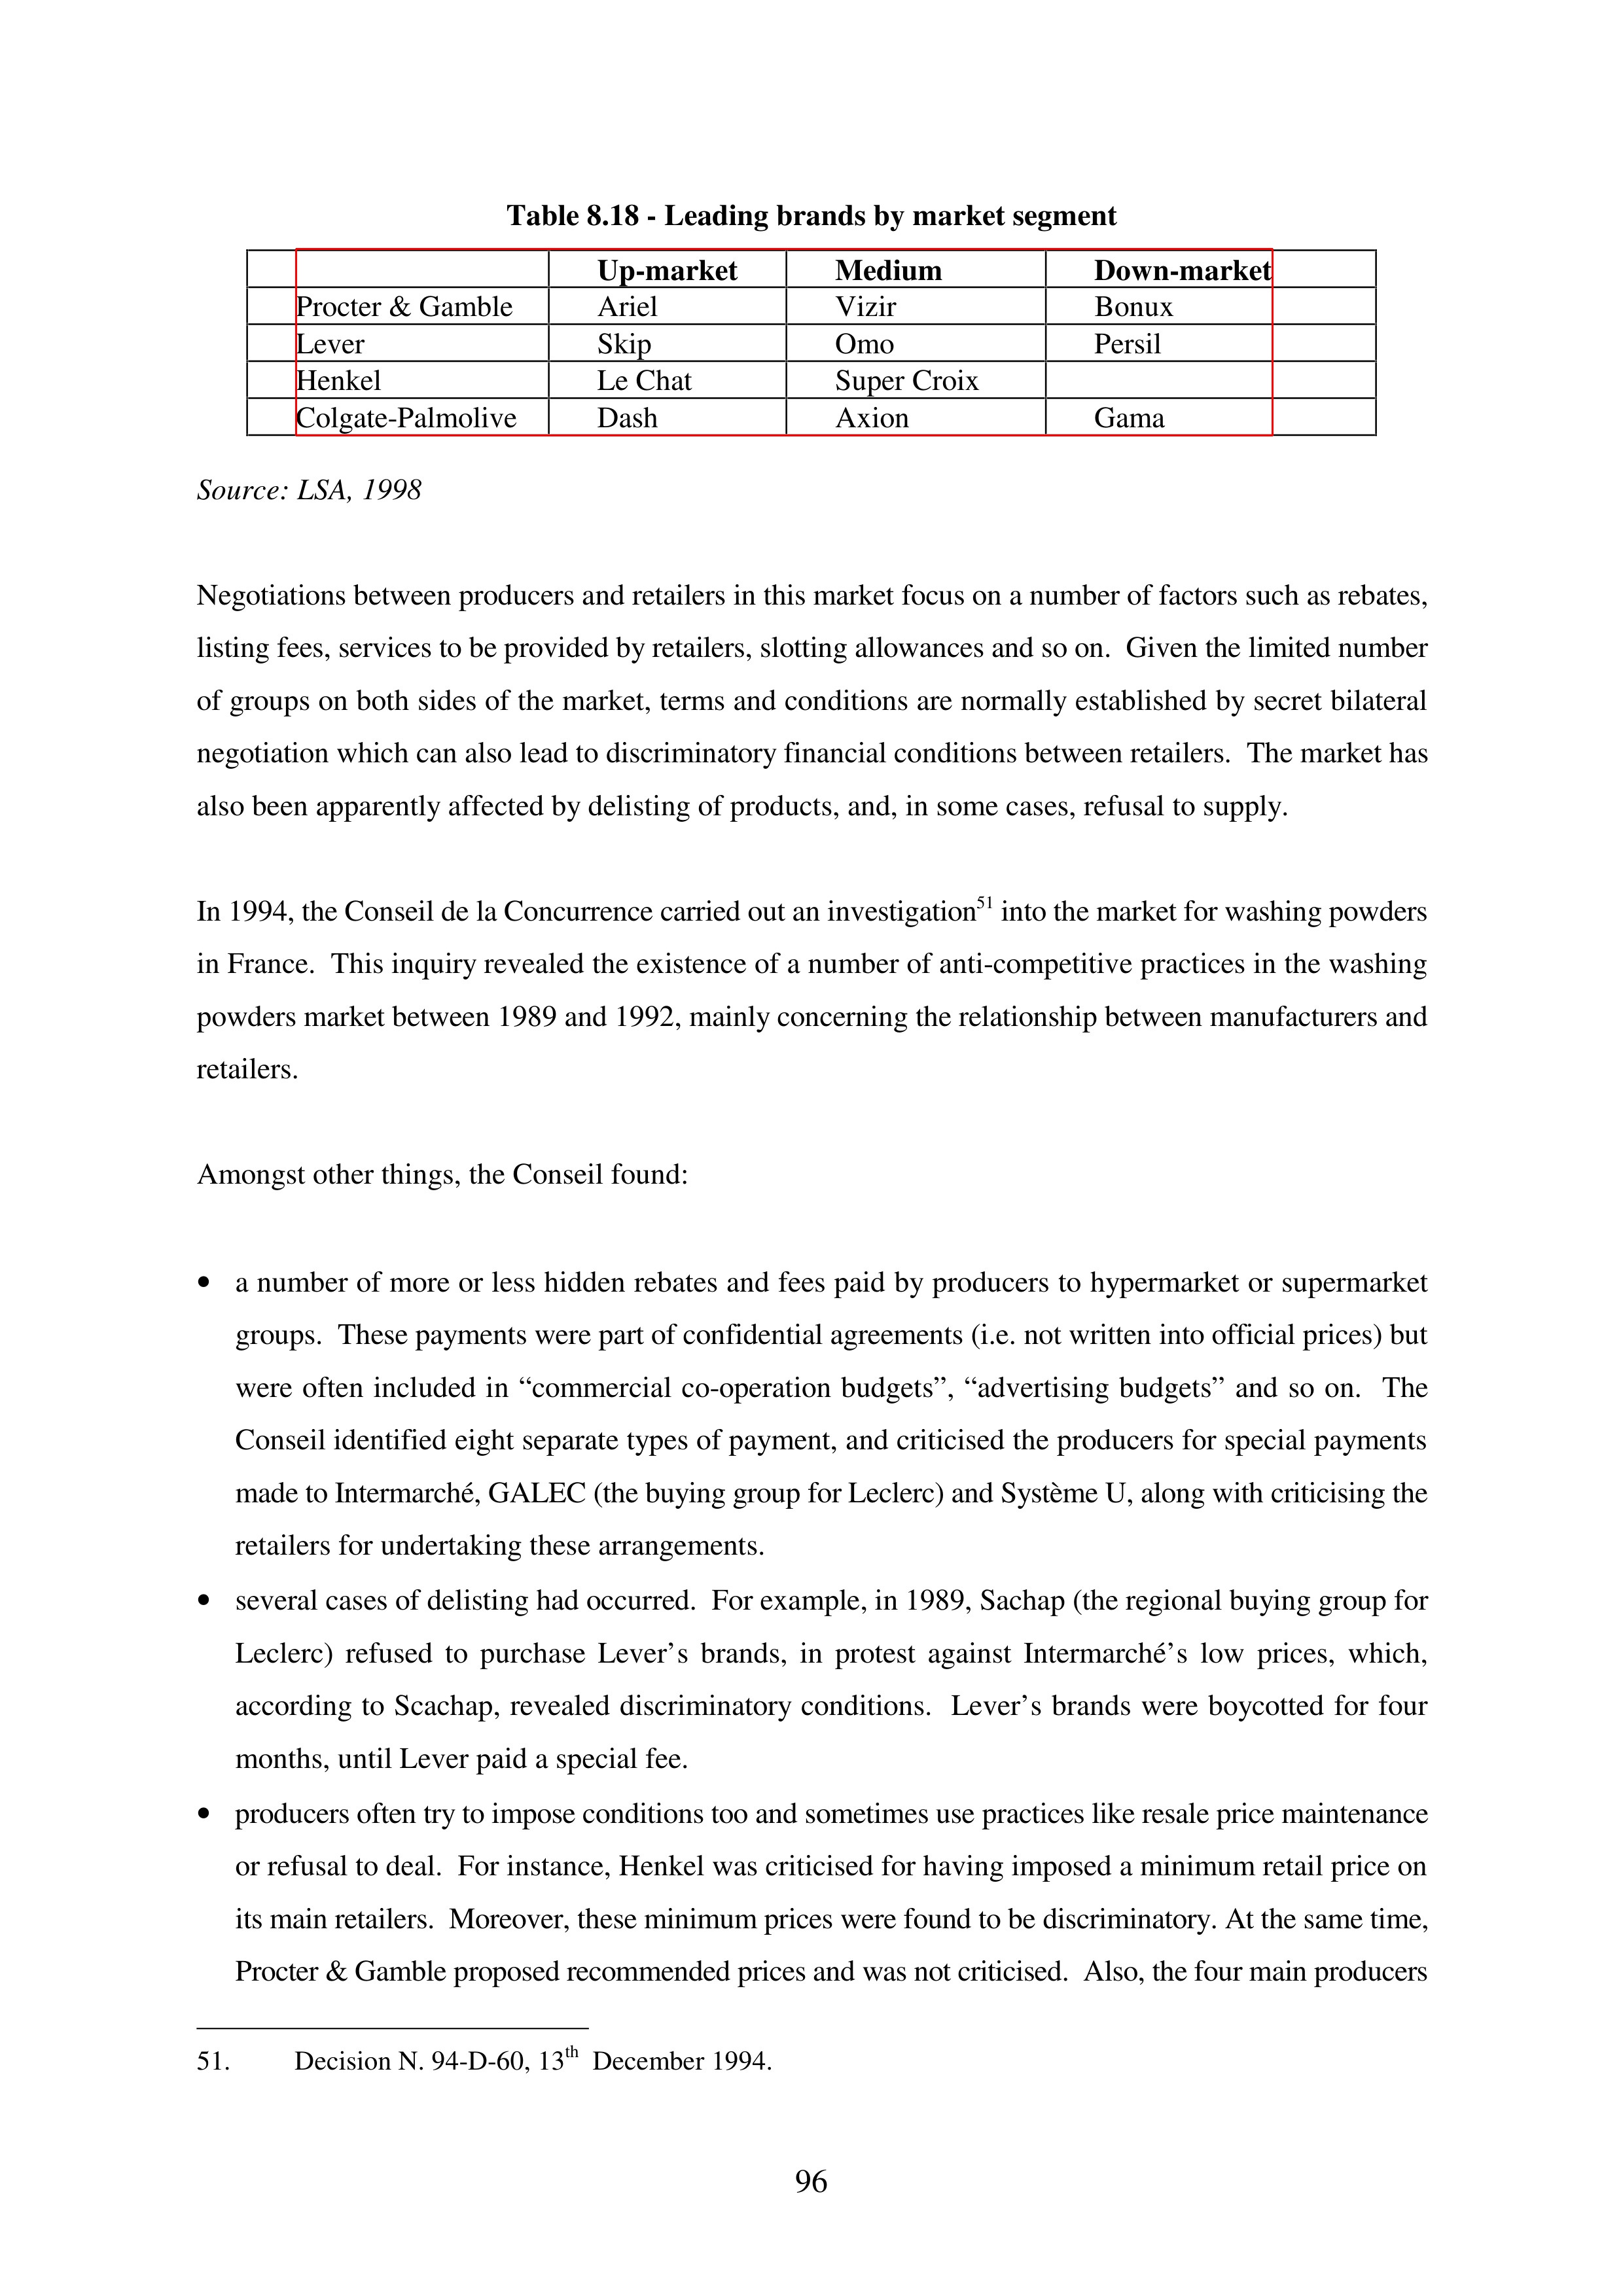 Table 8.18 - Leading brands by market segment
Up-market Medium Down-market
Procter & Gamble Ariel Vizir Bonux
Lever Skip Omo Persil
Henkel Le Chat Super Croix
Colgate-Palmolive Dash Axion Gama
Source: LSA, 1998
Negotiations between producers and retailers in this market focus on a number of factors such as rebates,
listing fees, services to be provided by retailers, slotting allowances and so on. Given the limited number
of groups on both sides of the market, terms and conditions are normally established by secret bilateral
negotiation which can also lead to discriminatory financial conditions between retailers. The market has
also been apparently affected by delisting of products, and, in some cases, refusal to supply.
In 1994, the Conseil de la Concurrence carried out an investigation51 into the market for washing powders
in France. This inquiry revealed the existence of a number of anti-competitive practices in the washing
powders market between 1989 and 1992, mainly concerning the relationship between manufacturers and
retailers.
Amongst other things, the Conseil found:
• a number of more or less hidden rebates and fees paid by producers to hypermarket or supermarket
groups. These payments were part of confidential agreements (i.e. not written into official prices) but
were often included in “commercial co-operation budgets”, “advertising budgets” and so on. The
Conseil identified eight separate types of payment, and criticised the producers for special payments
made to Intermarché, GALEC (the buying group for Leclerc) and Système U, along with criticising the
retailers for undertaking these arrangements.
• several cases of delisting had occurred. For example, in 1989, Sachap (the regional buying group for
Leclerc) refused to purchase Lever’s brands, in protest against Intermarché’s low prices, which,
according to Scachap, revealed discriminatory conditions. Lever’s brands were boycotted for four
months, until Lever paid a special fee.
• producers often try to impose conditions too and sometimes use practices like resale price maintenance
or refusal to deal. For instance, Henkel was criticised for having imposed a minimum retail price on
its main retailers. Moreover, these minimum prices were found to be discriminatory. At the same time,
Procter & Gamble proposed recommended prices and was not criticised. Also, the four main producers
51. Decision N. 94-D-60, 13th December 1994.
96